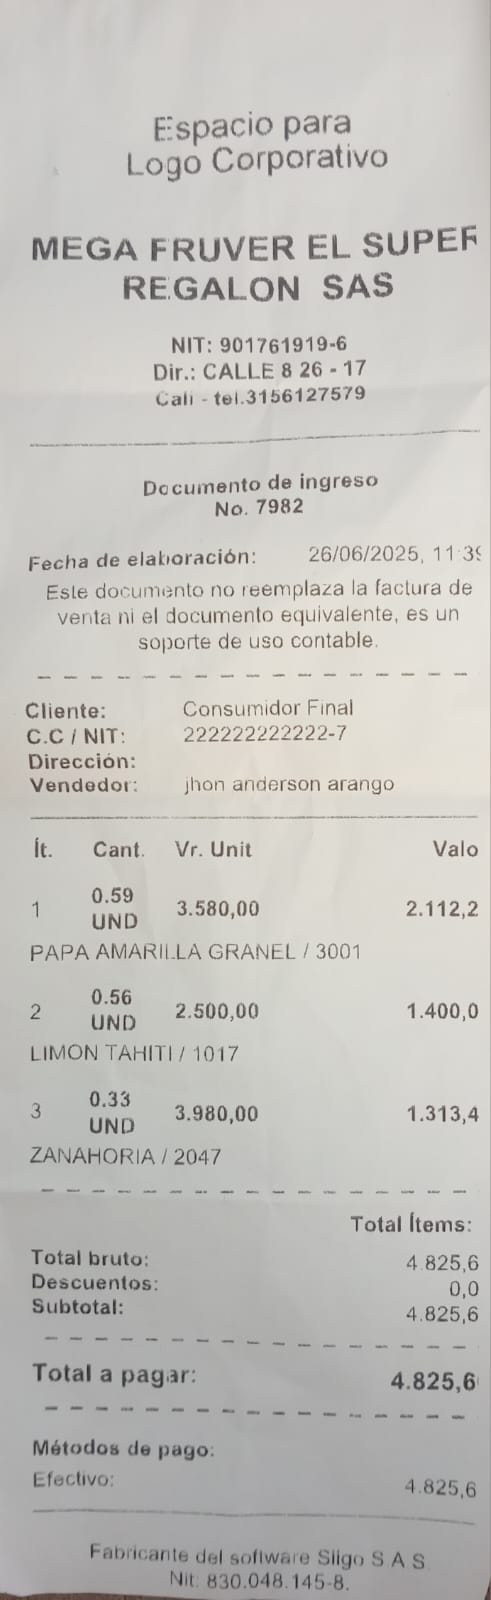 Espacio para
Logo Corporativo
MEGA FRUVER EL SUPER
REGALON SAS
NIT: 901761919-6
Dir.: CALLE 8 26 - 17
Cali - tel.3156127579
Documento de ingreso
No. 7982
Fecha de elaboración: 26/06/2025, 11:39
Este documento no reemplaza la factura de
venta ni el documento equivalente, es un
soporte de uso contable.
Cliente: Consumidor Final
C.C / NIT: 222222222222-7
Dirección:
Vendedor: jhon anderson arango
Ít. Cant. Vr. Unit Valo
1 0.59 UND 3.580,00 2.112,2
PAPA AMARILLA GRANEL / 3001
2 0.56 UND 2.500,00 1.400,0
LIMON TAHITI / 1017
3 0.33 UND 3.980,00 1.313,4
ZANAHORIA / 2047
Total Ítems:
Total bruto: 4.825,6
Descuentos: 0,0
Subtotal: 4.825,6
Total a pagar: 4.825,6
Métodos de pago:
Efectivo: 4.825,6
Fabricante del software Siigo S.A.S.
Nit: 830.048.145-8.